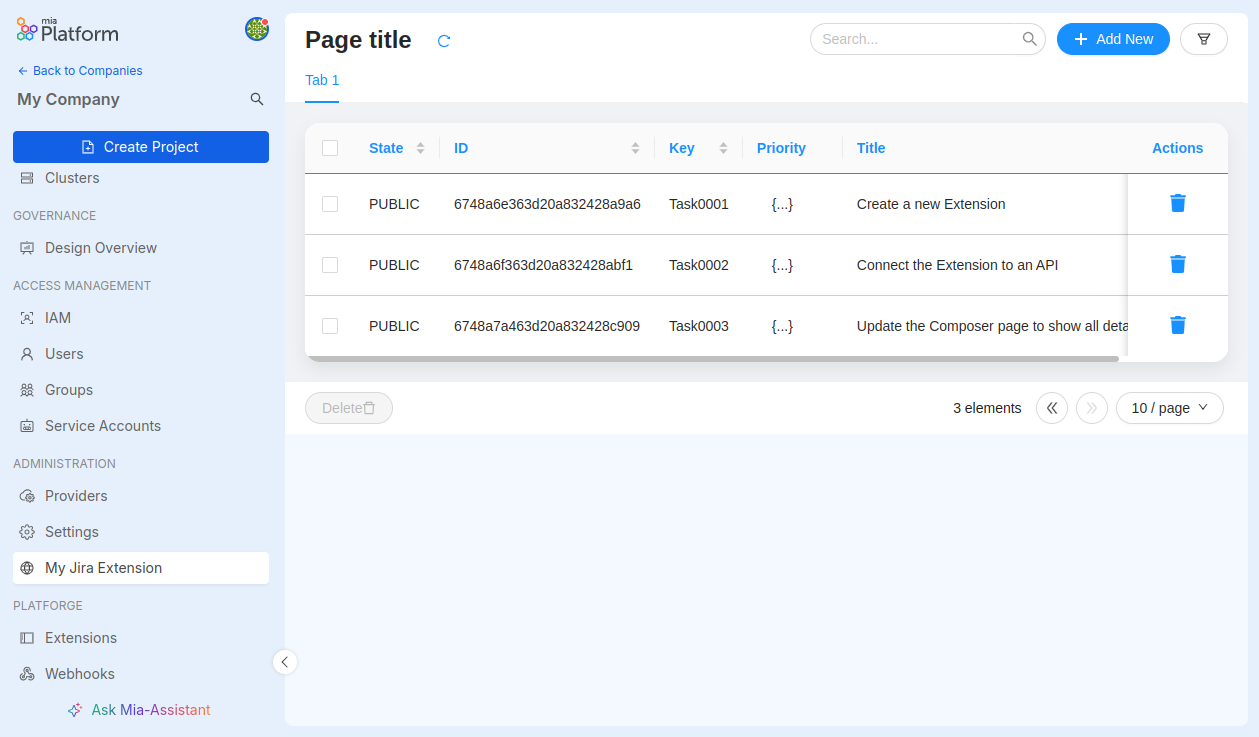 mia
Platform
Back to Companies
My Company
Create Project
Clusters
GOVERNANCE
Design Overview
ACCESS MANAGEMENT
IAM
Users
Groups
Service Accounts
ADMINISTRATION
Providers
Settings
My Jira Extension
PLATFORGE
Extensions
Webhooks
Ask Mia-Assistant
Page title
Search...
Add New
Tab 1
State ID Key Priority Title Actions
PUBLIC 6748a6e363d20a832428a9a6 Task0001 {...} Create a new Extension
PUBLIC 6748a6f363d20a832428abf1 Task0002 {...} Connect the Extension to an API
PUBLIC 6748a7a463d20a832428c909 Task0003 {...} Update the Composer page to show all deta
Delete
3 elements
10 / page